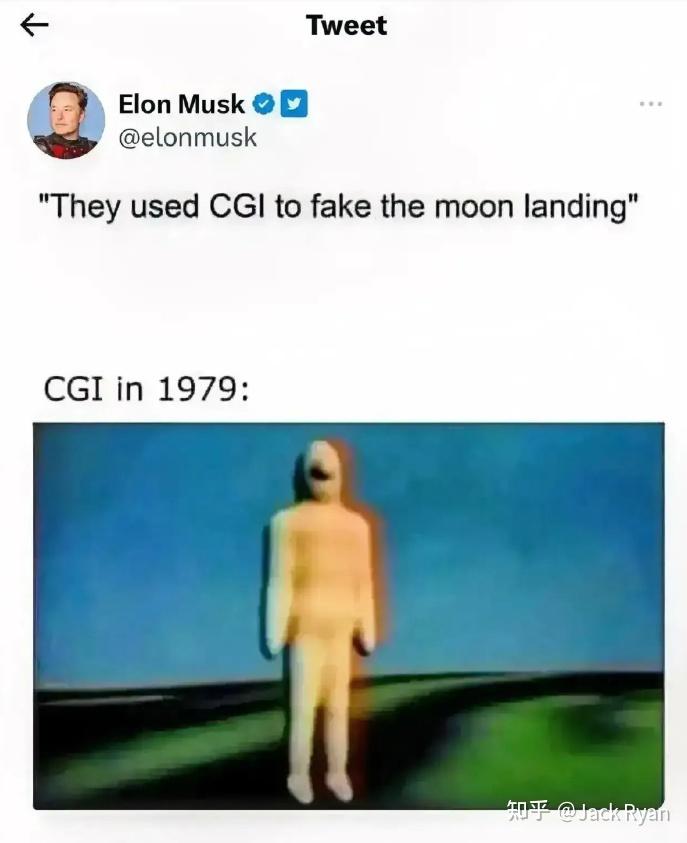 Tweet
Elon Musk
@elonmusk
"They used CGI to fake the moon landing"
CGI in 1979:
知乎 @Jack Ryan